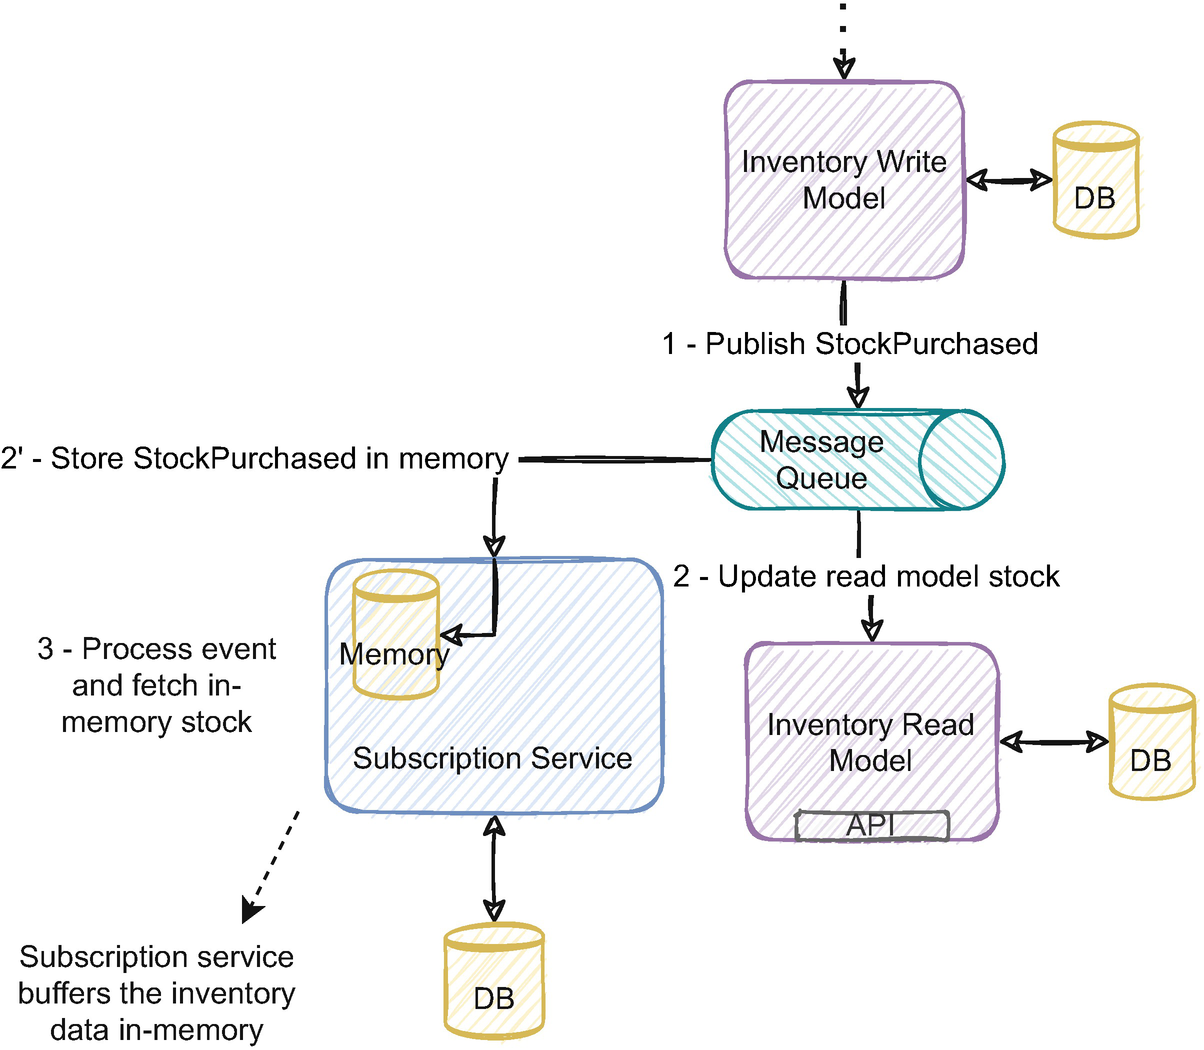 Inventory Write
Model
DB
1 - Publish StockPurchased
Message
Queue
2' - Store StockPurchased in memory
2 - Update read model stock
Memory
3 - Process event
and fetch in-
memory stock
Subscription Service
Inventory Read
Model
API
DB
Subscription service
buffers the inventory
data in-memory
DB